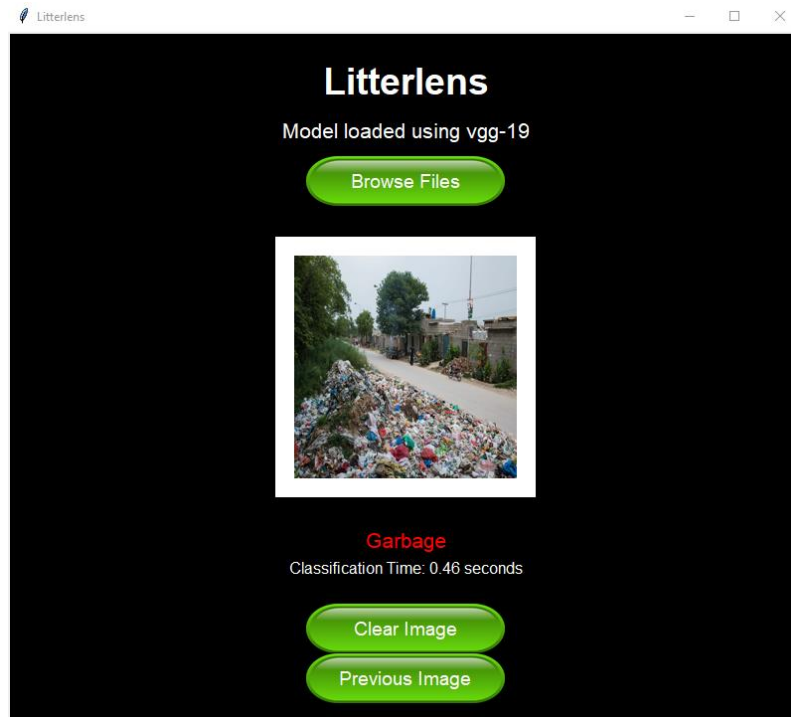 Litterlens
Litterlens
Model loaded using vgg-19
Browse Files
Garbage
Classification Time: 0.46 seconds
Clear Image
Previous Image